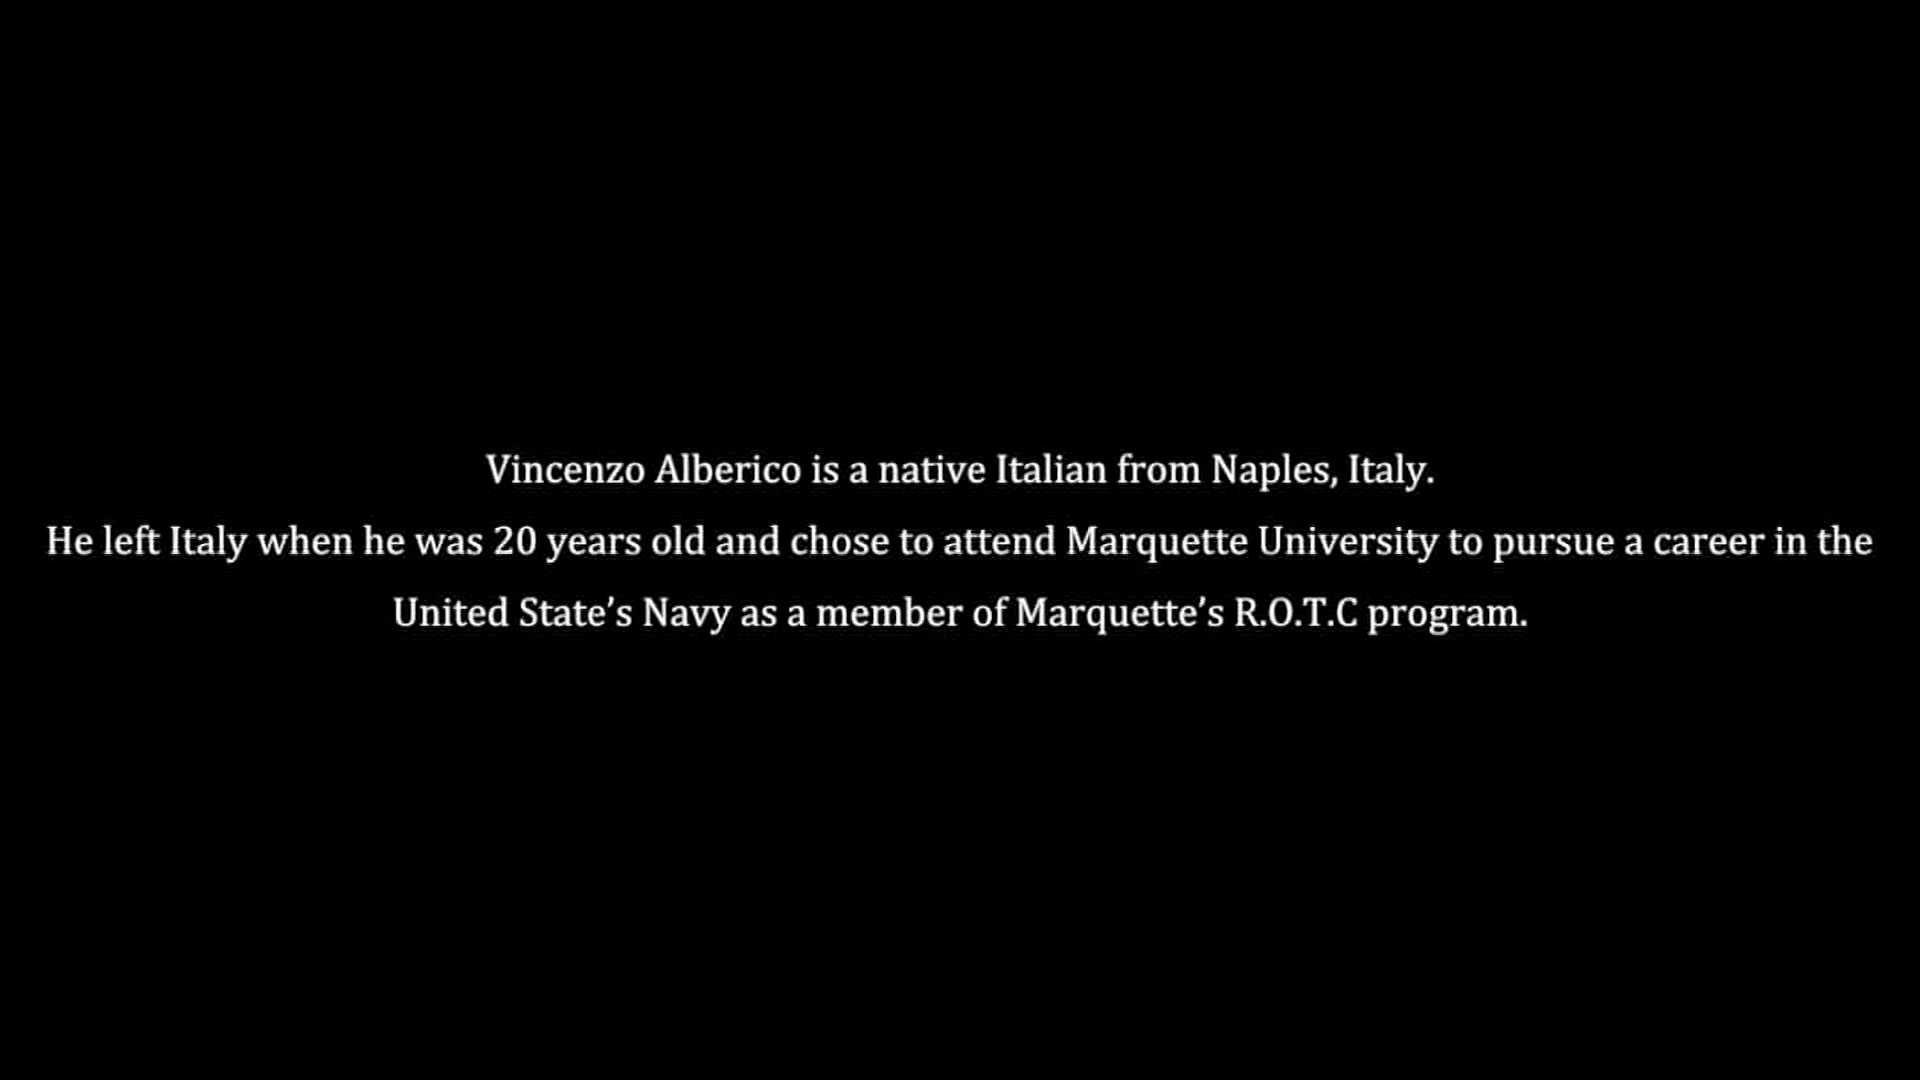 Vincenzo Alberico is a native Italian from Naples, Italy.
He left Italy when he was 20 years old and chose to attend Marquette University to pursue a career in the
United State’s Navy as a member of Marquette’s R.O.T.C program.